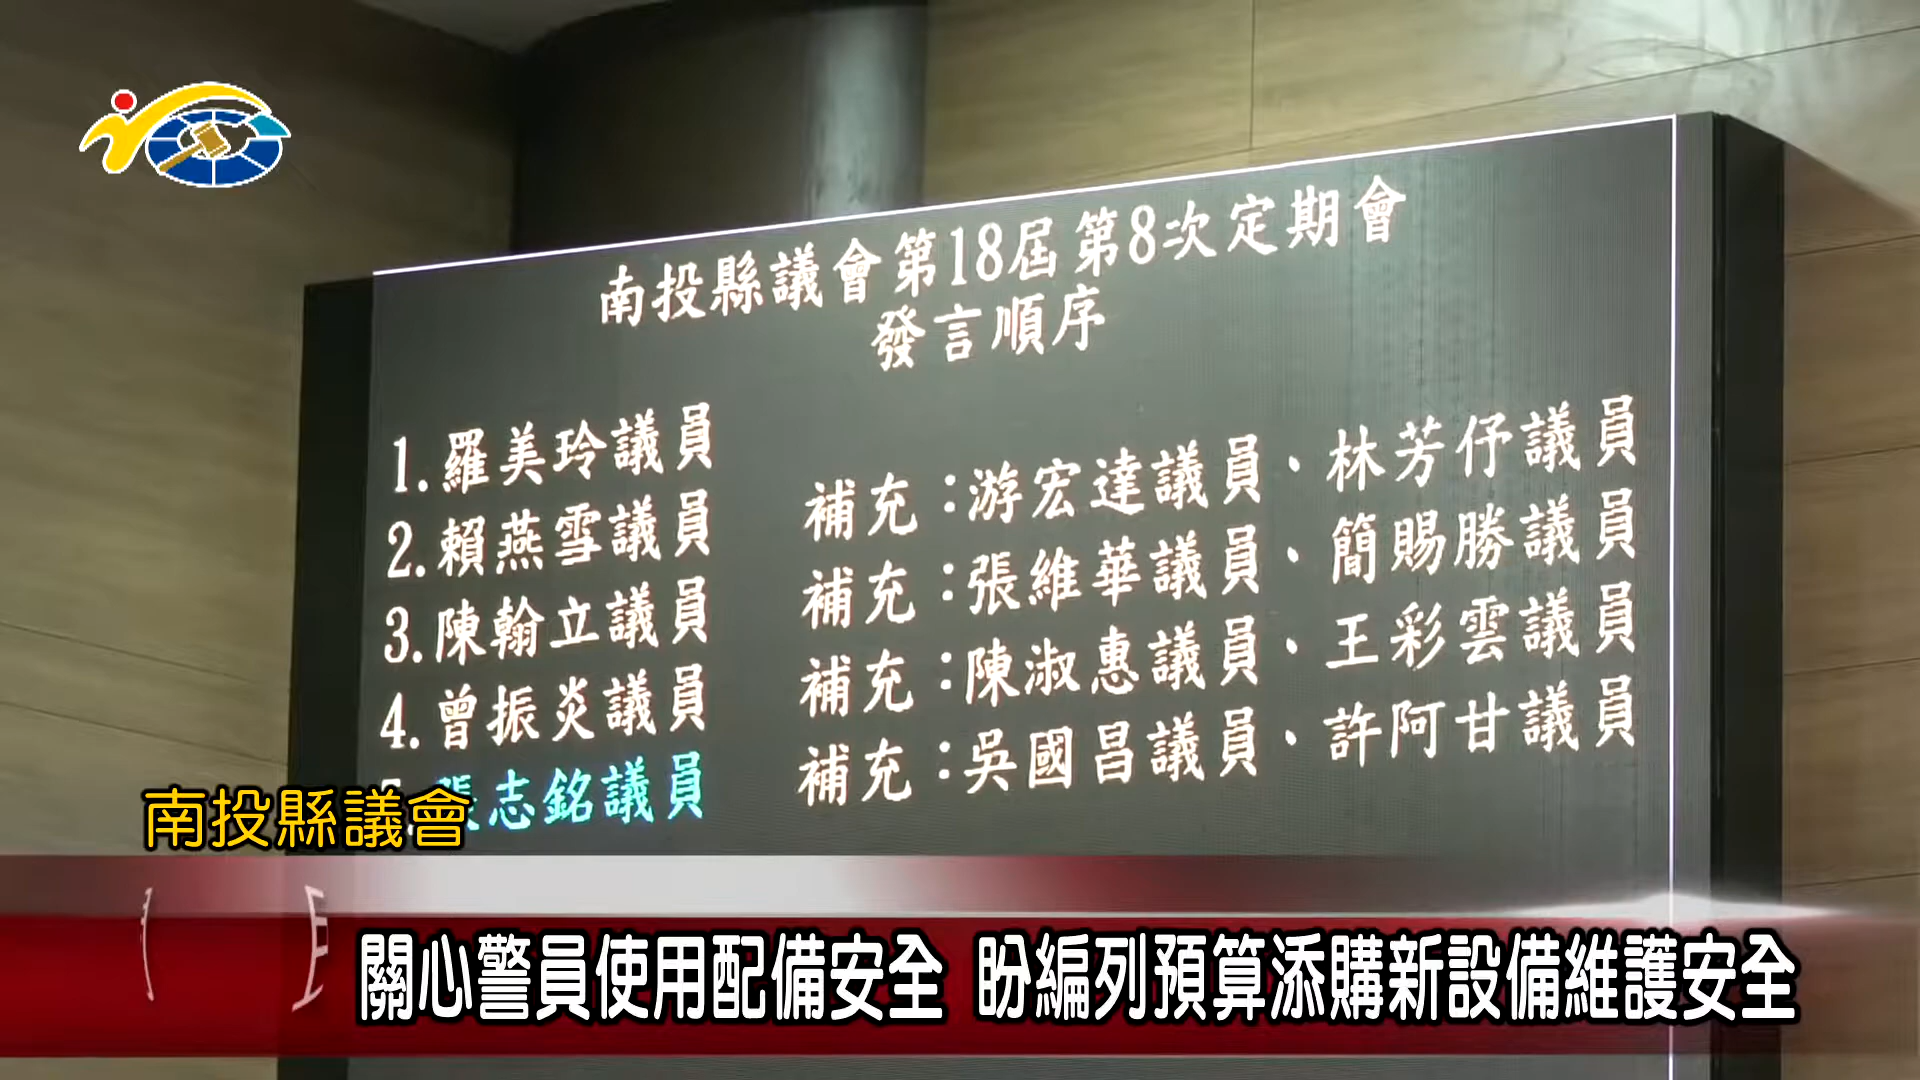 南投縣議會第18屆第8次定期會
發言順序
1.羅美玲議員
補充：游宏達議員、林芳伃議員
2.賴燕雪議員
補充：張維華議員、簡賜勝議員
3.陳翰立議員
補充：陳淑惠議員、王彩雲議員
4.曾振炎議員
補充：吳國昌議員、許阿甘議員
張志銘議員
南投縣議會
關心警員使用配備安全 盼編列預算添購新設備維護安全